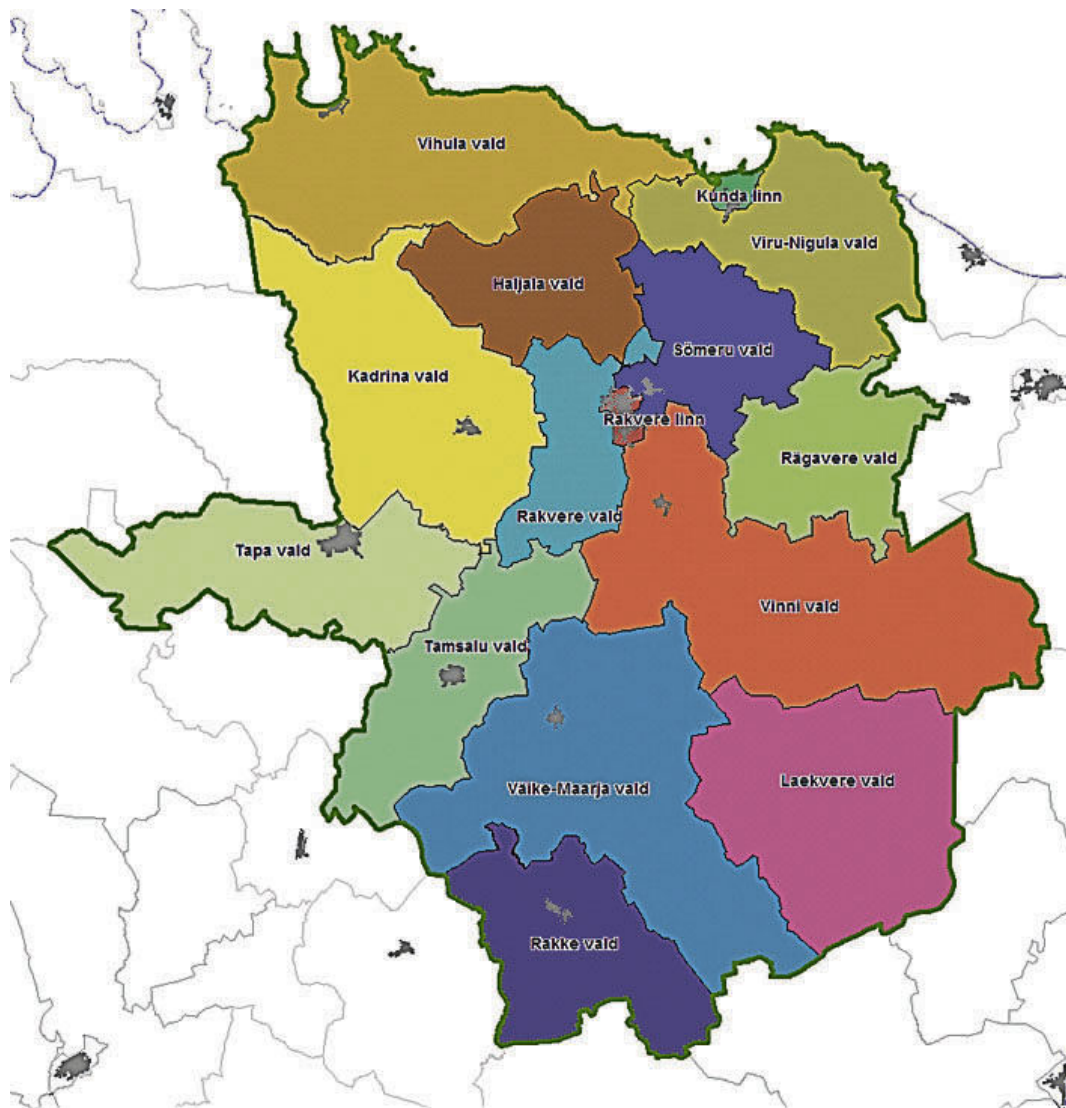 Vihula vald
Kunda linn
Viru-Nigula vald
Haljala vald
Sõmeru vald
Kadrina vald
Rakvere linn
Rägavere vald
Rakvere vald
Tapa vald
Vinni vald
Tamsalu vald
Laekvere vald
Väike-Maarja vald
Rakke vald